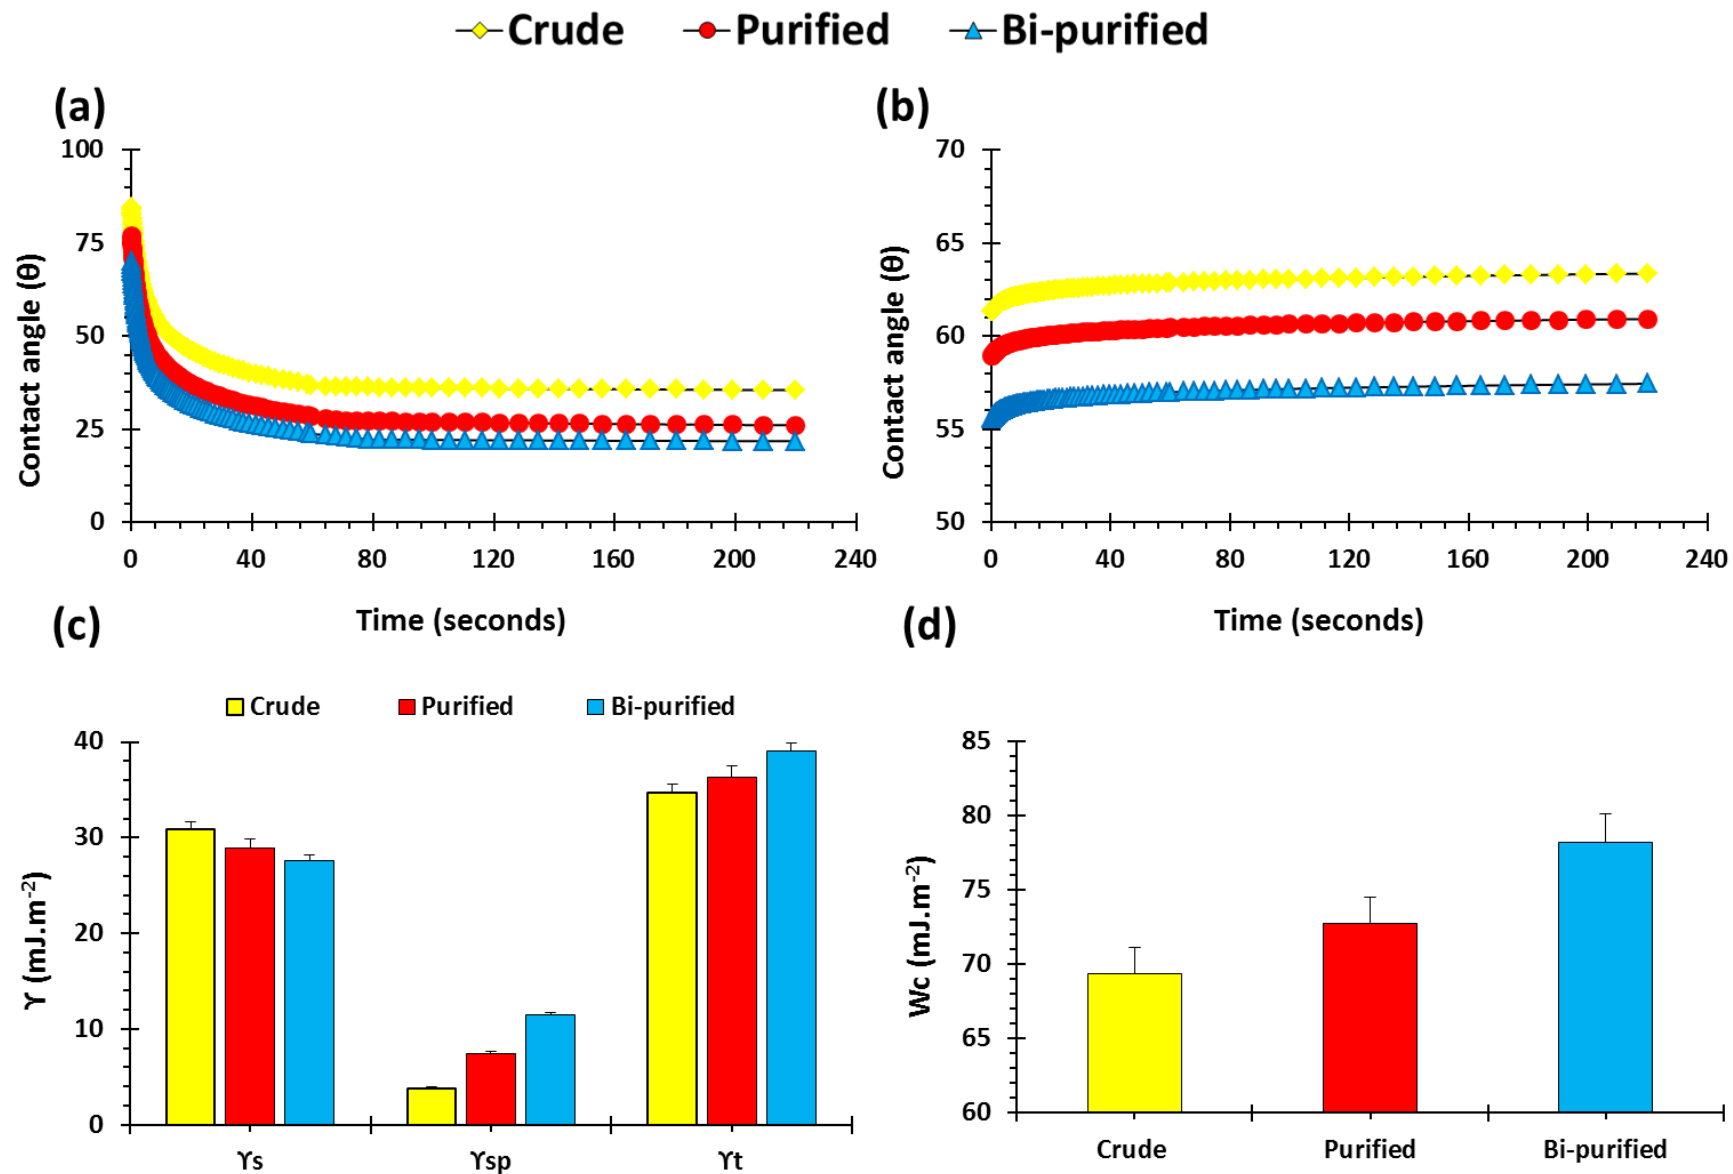 Crude Purified Bi-purified
(a)
100
75
50
25
0
0 40 80 120 160 200 240
Contact angle (θ)
Time (seconds)
(b)
70
65
60
55
50
0 40 80 120 160 200 240
Contact angle (θ)
Time (seconds)
(c)
Crude Purified Bi-purified
40
30
20
10
0
ϒ (mJ.m⁻²)
ϒs ϒsp ϒt
(d)
85
80
75
70
65
60
Wc (mJ.m⁻²)
Crude Purified Bi-purified